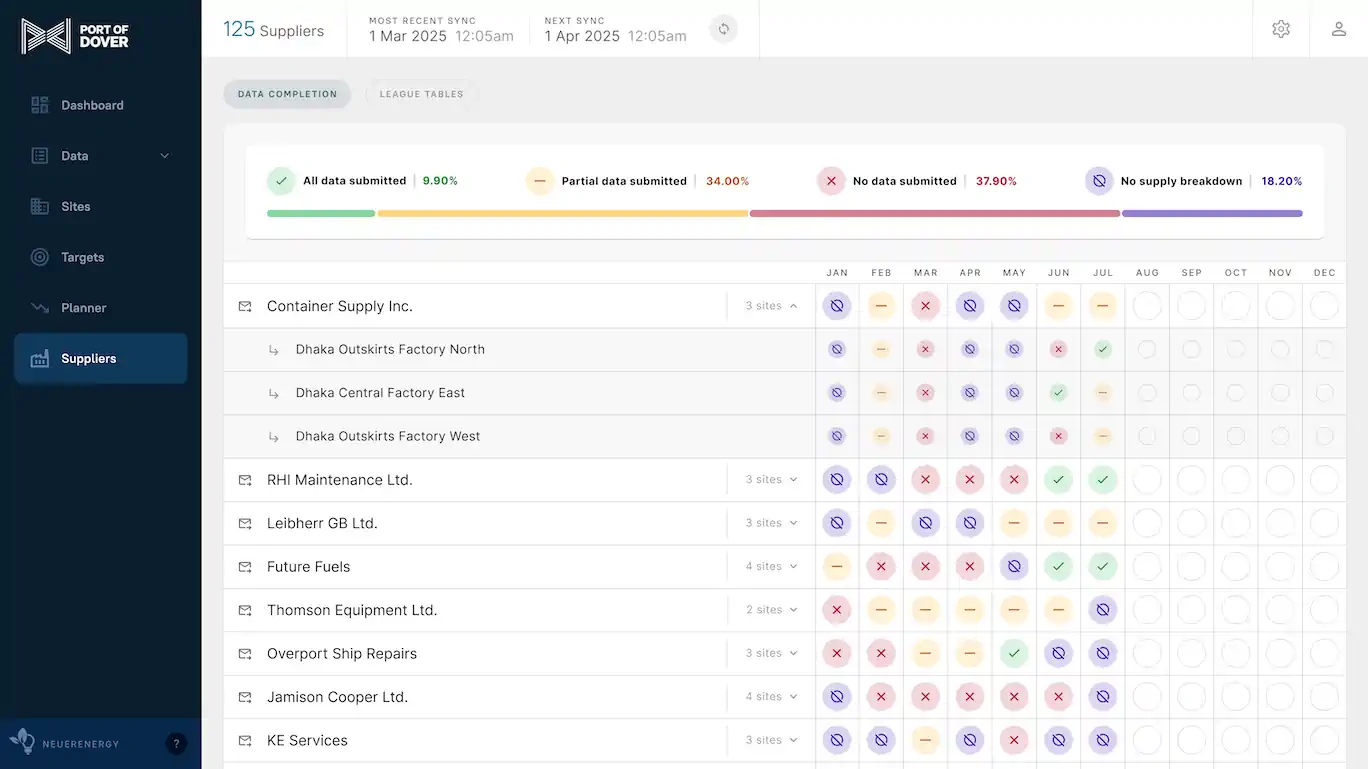 PORT OF
DOVER
125 Suppliers
MOST RECENT SYNC
1 Mar 2025 12:05am
NEXT SYNC
1 Apr 2025 12:05am
Dashboard
Data
Sites
Targets
Planner
Suppliers
NEUERENERGY
?
DATA COMPLETION
LEAGUE TABLES
All data submitted 9.90%
Partial data submitted 34.00%
No data submitted 37.90%
No supply breakdown 18.20%
JAN FEB MAR APR MAY JUN JUL AUG SEP OCT NOV DEC
Container Supply Inc. 3 sites
Dhaka Outskirts Factory North
Dhaka Central Factory East
Dhaka Outskirts Factory West
RHI Maintenance Ltd. 3 sites
Leibherr GB Ltd. 3 sites
Future Fuels 4 sites
Thomson Equipment Ltd. 2 sites
Overport Ship Repairs 3 sites
Jamison Cooper Ltd. 4 sites
KE Services 3 sites